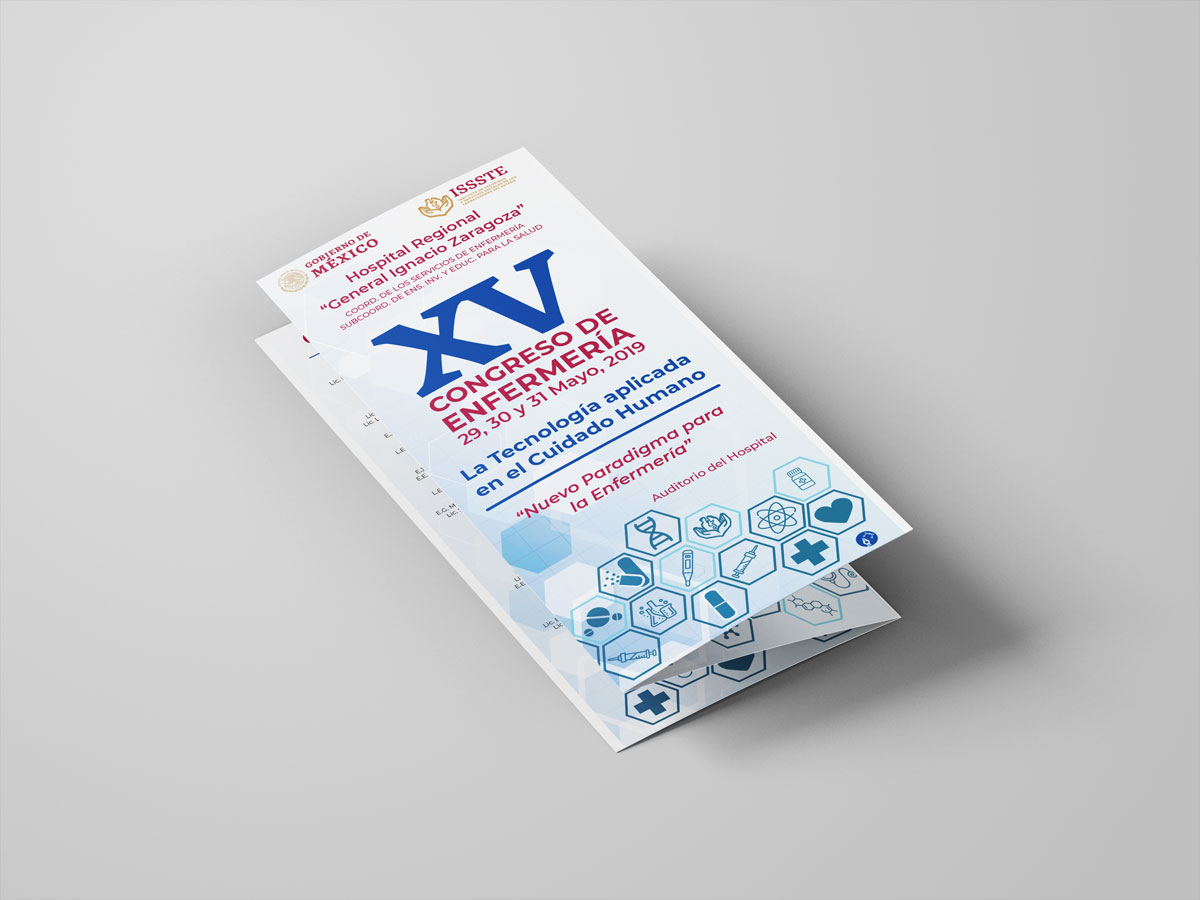 GOBIERNO DE
MÉXICO
ISSSTE
Hospital Regional
“General Ignacio Zaragoza”
COORD. DE LOS SERVICIOS DE ENFERMERÍA
SUBCOORD. DE ENS. INV. Y EDUC. PARA LA SALUD
XV
CONGRESO DE
ENFERMERÍA
29, 30 y 31 Mayo, 2019
La Tecnología aplicada
en el Cuidado Humano
“Nuevo Paradigma para
la Enfermería”
Auditorio del Hospital